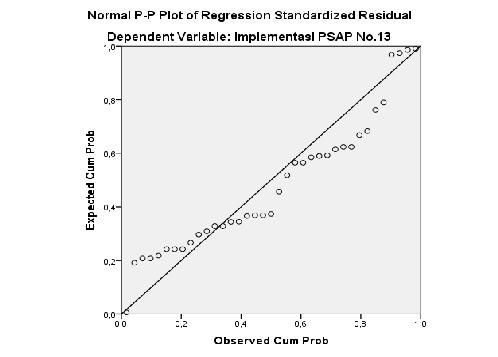 Normal P-P Plot of Regression Standardized Residual
Dependent Variable: Implementasi PSAP No.13
1,0
0,8
0,6
0,4
0,2
0,0
Expected Cum Prob
0,0 0,2 0,4 0,6 0,8 1,0
Observed Cum Prob